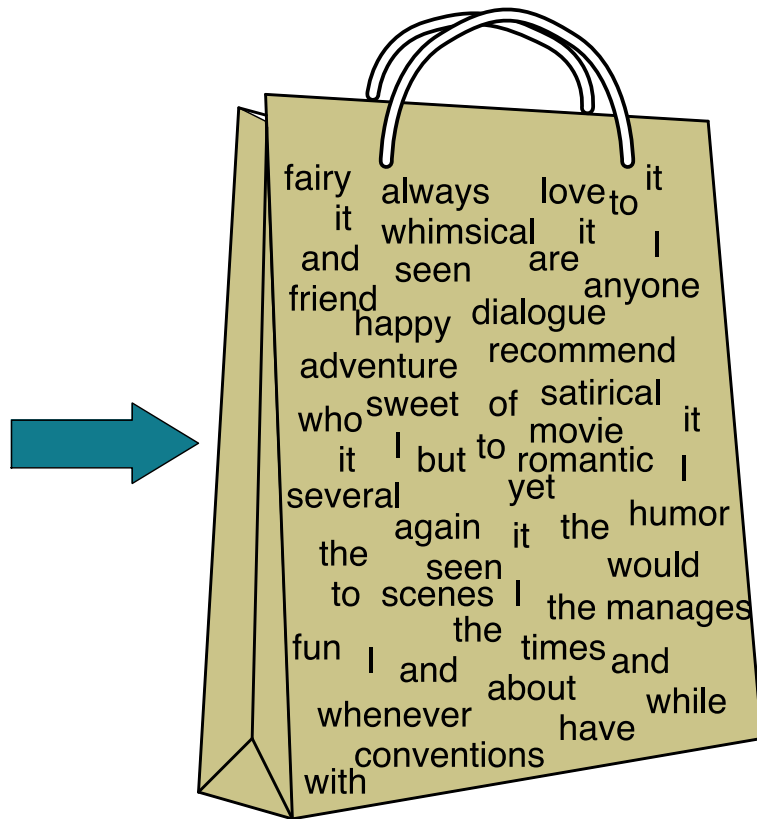 fairy always love to it
it whimsical it I
and seen are anyone
friend happy dialogue
adventure recommend
who sweet of satirical it
it I but to movie romantic I
several yet
again it the humor
the seen would
to scenes I the manages
fun I and the times and
whenever about have while
conventions
with